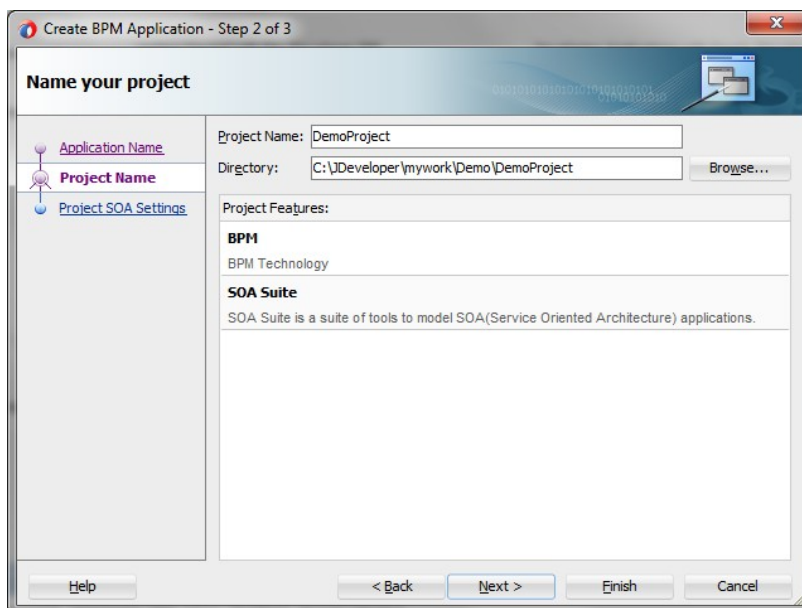 Create BPM Application - Step 2 of 3
Name your project
Application Name
Project Name
Project SOA Settings
Project Name: DemoProject
Directory: C:\JDeveloper\mywork\Demo\DemoProject Browse...
Project Features:
BPM
BPM Technology
SOA Suite
SOA Suite is a suite of tools to model SOA(Service Oriented Architecture) applications.
Help < Back Next > Finish Cancel